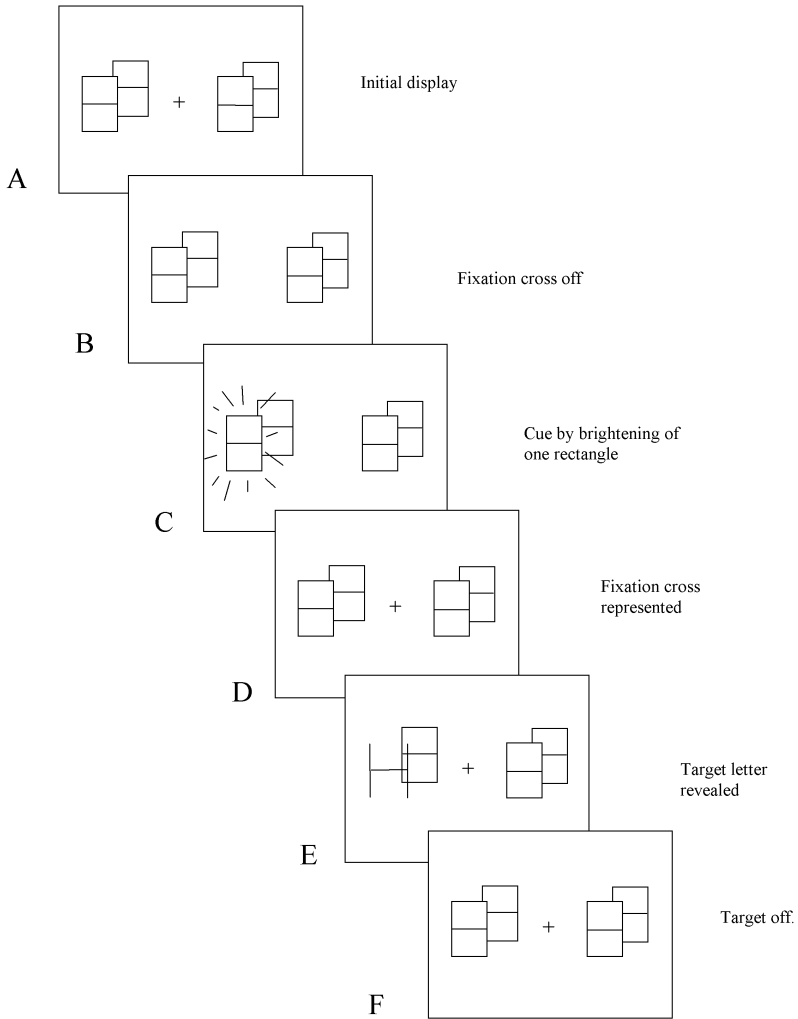 Initial display
A
Fixation cross off
B
Cue by brightening of
one rectangle
C
Fixation cross
represented
D
Target letter
revealed
E
Target off.
F